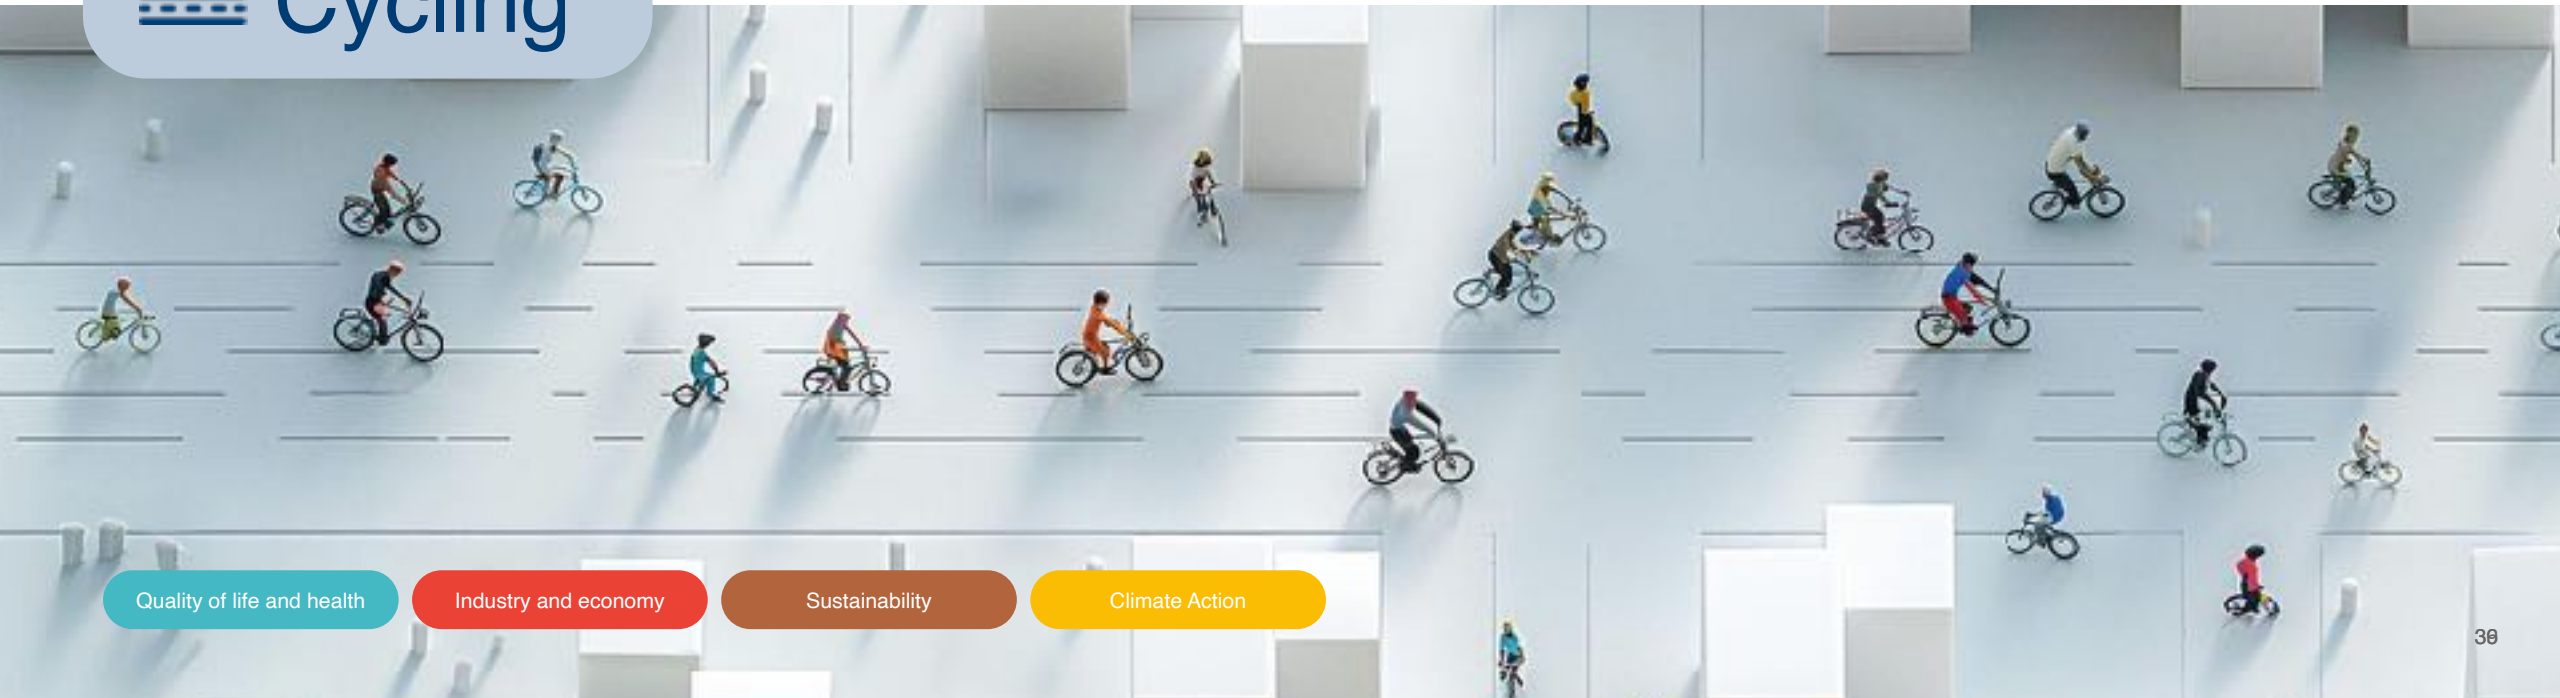 Cycling
Quality of life and health
Industry and economy
Sustainability
Climate Action